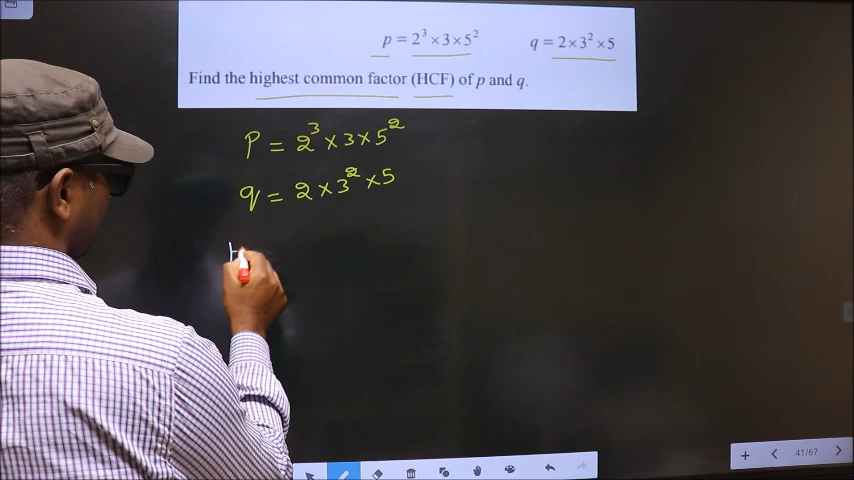 p = 2³ × 3 × 5² q = 2 × 3² × 5
Find the highest common factor (HCF) of p and q.
P = 2³ × 3 × 5²
q = 2 × 3² × 5
41/67